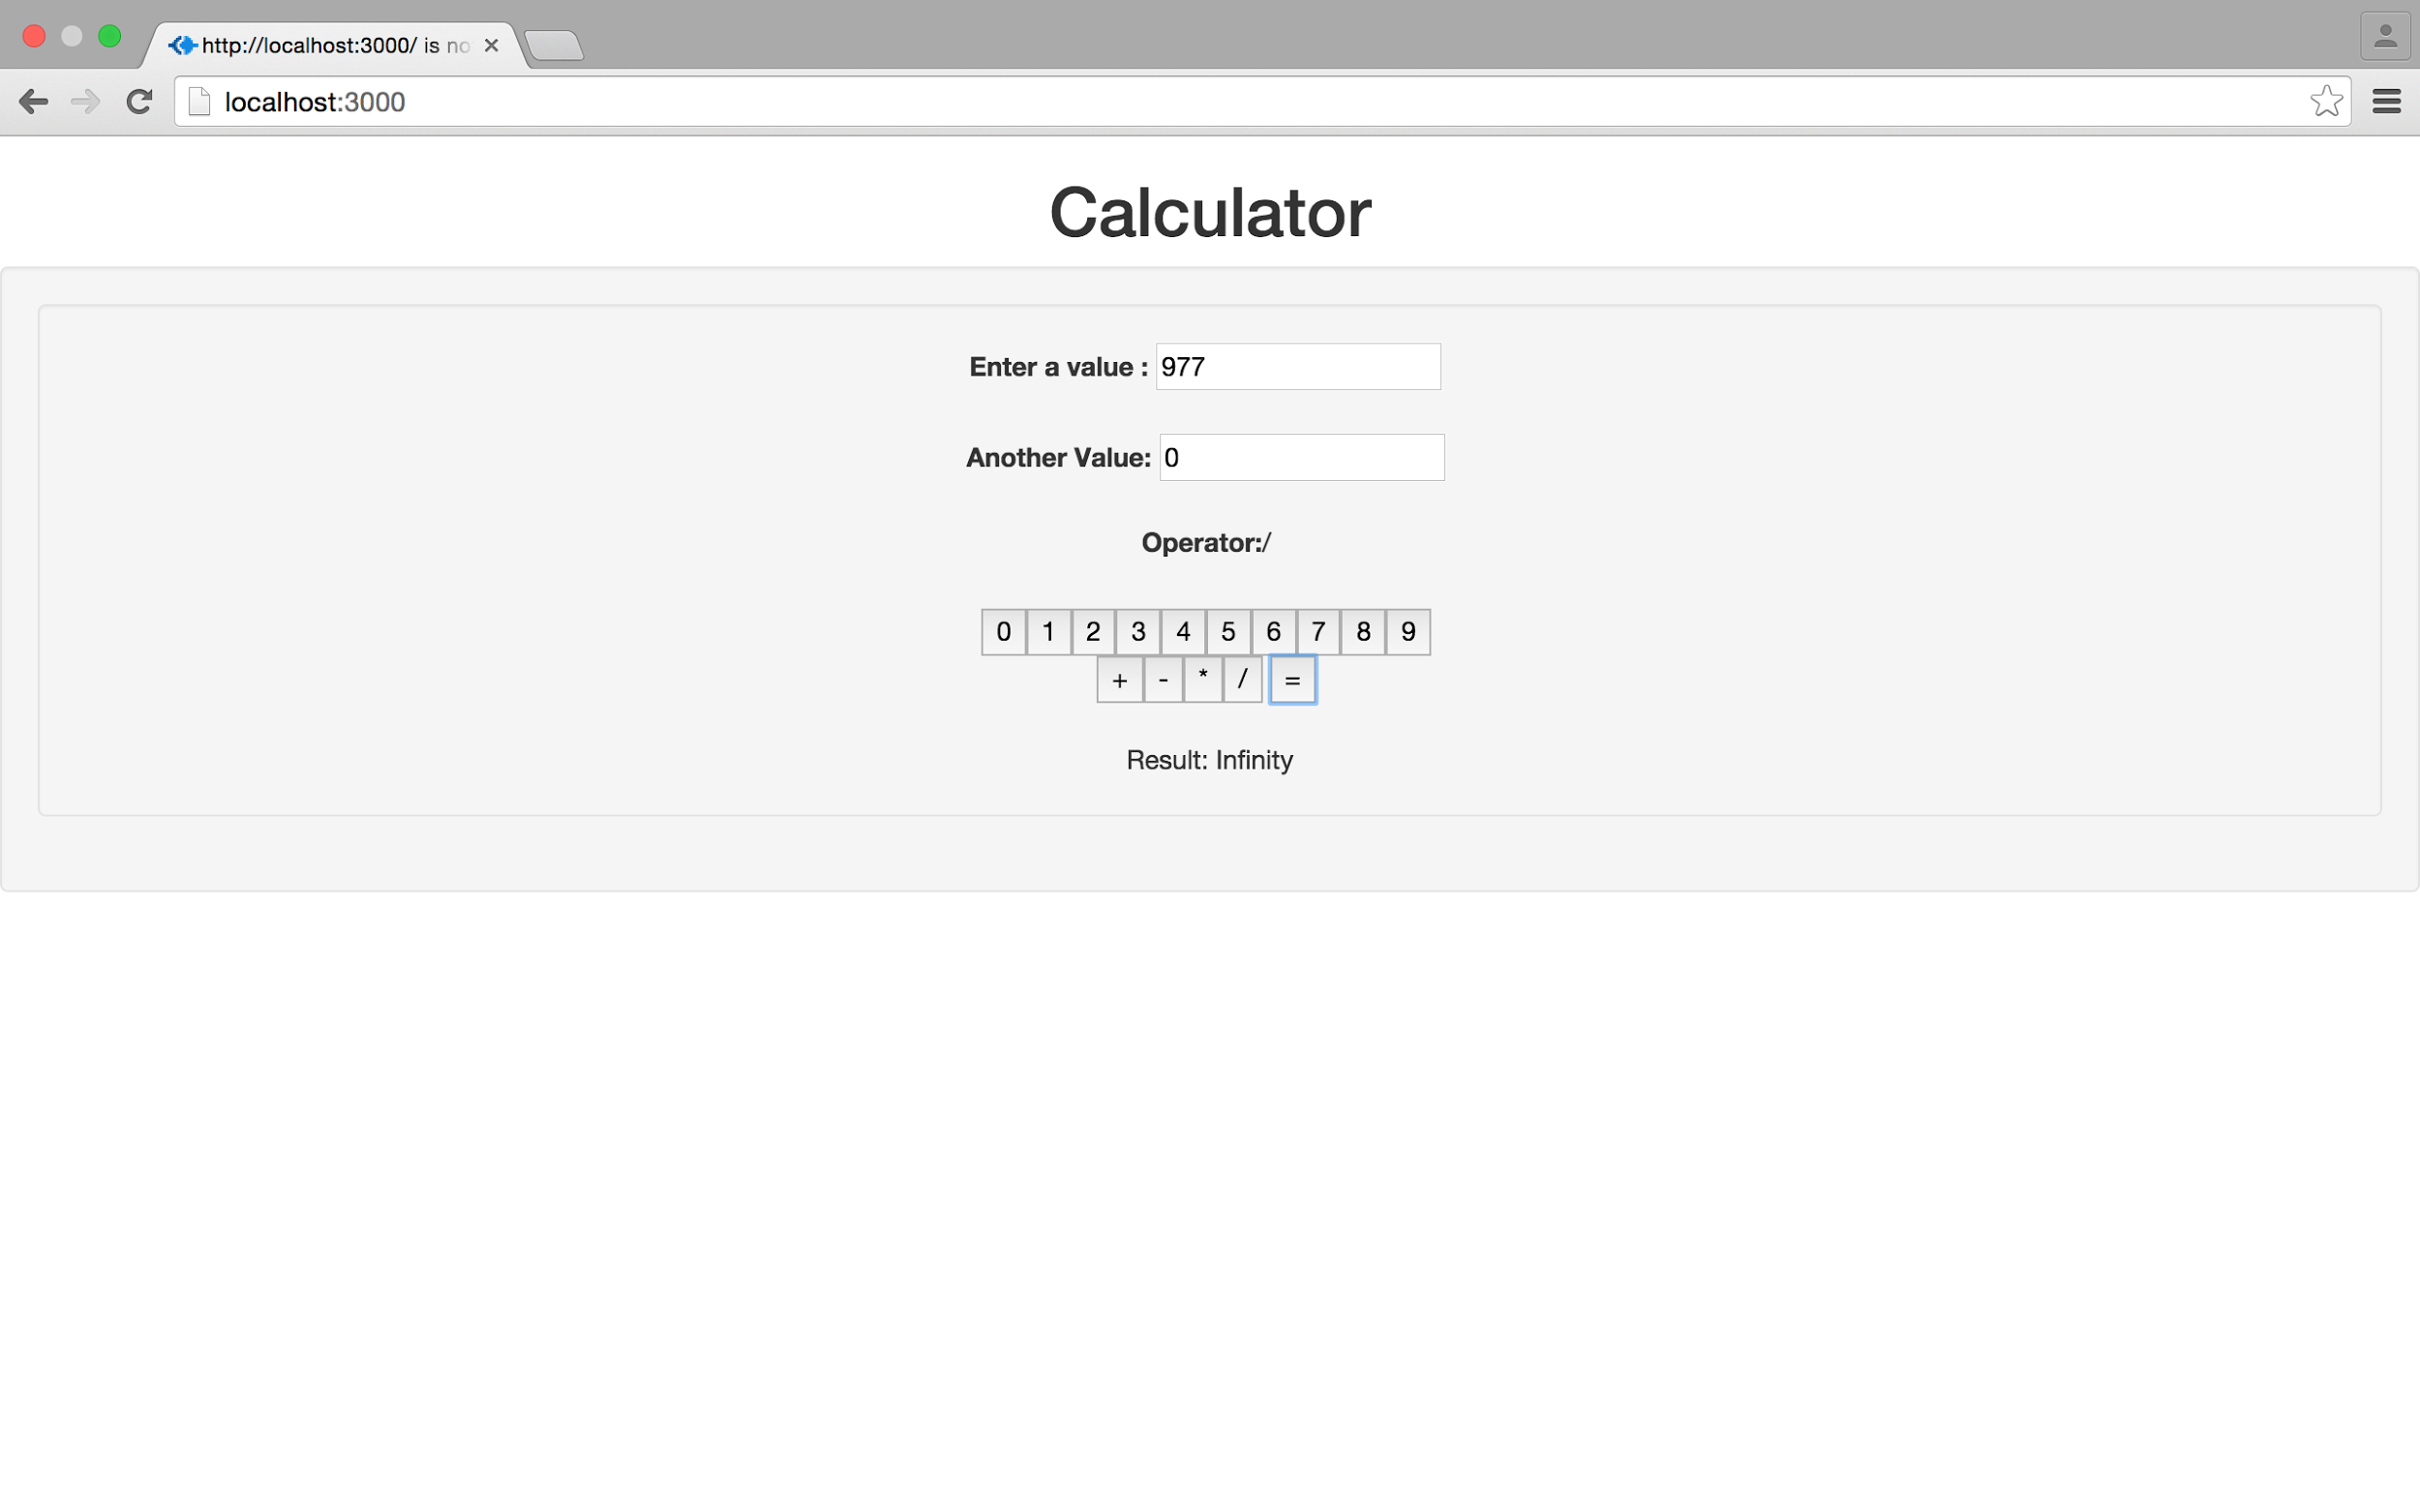 http://localhost:3000/ is no
localhost:3000
Calculator
Enter a value : 977
Another Value: 0
Operator:/
0 1 2 3 4 5 6 7 8 9
+ - * / =
Result: Infinity